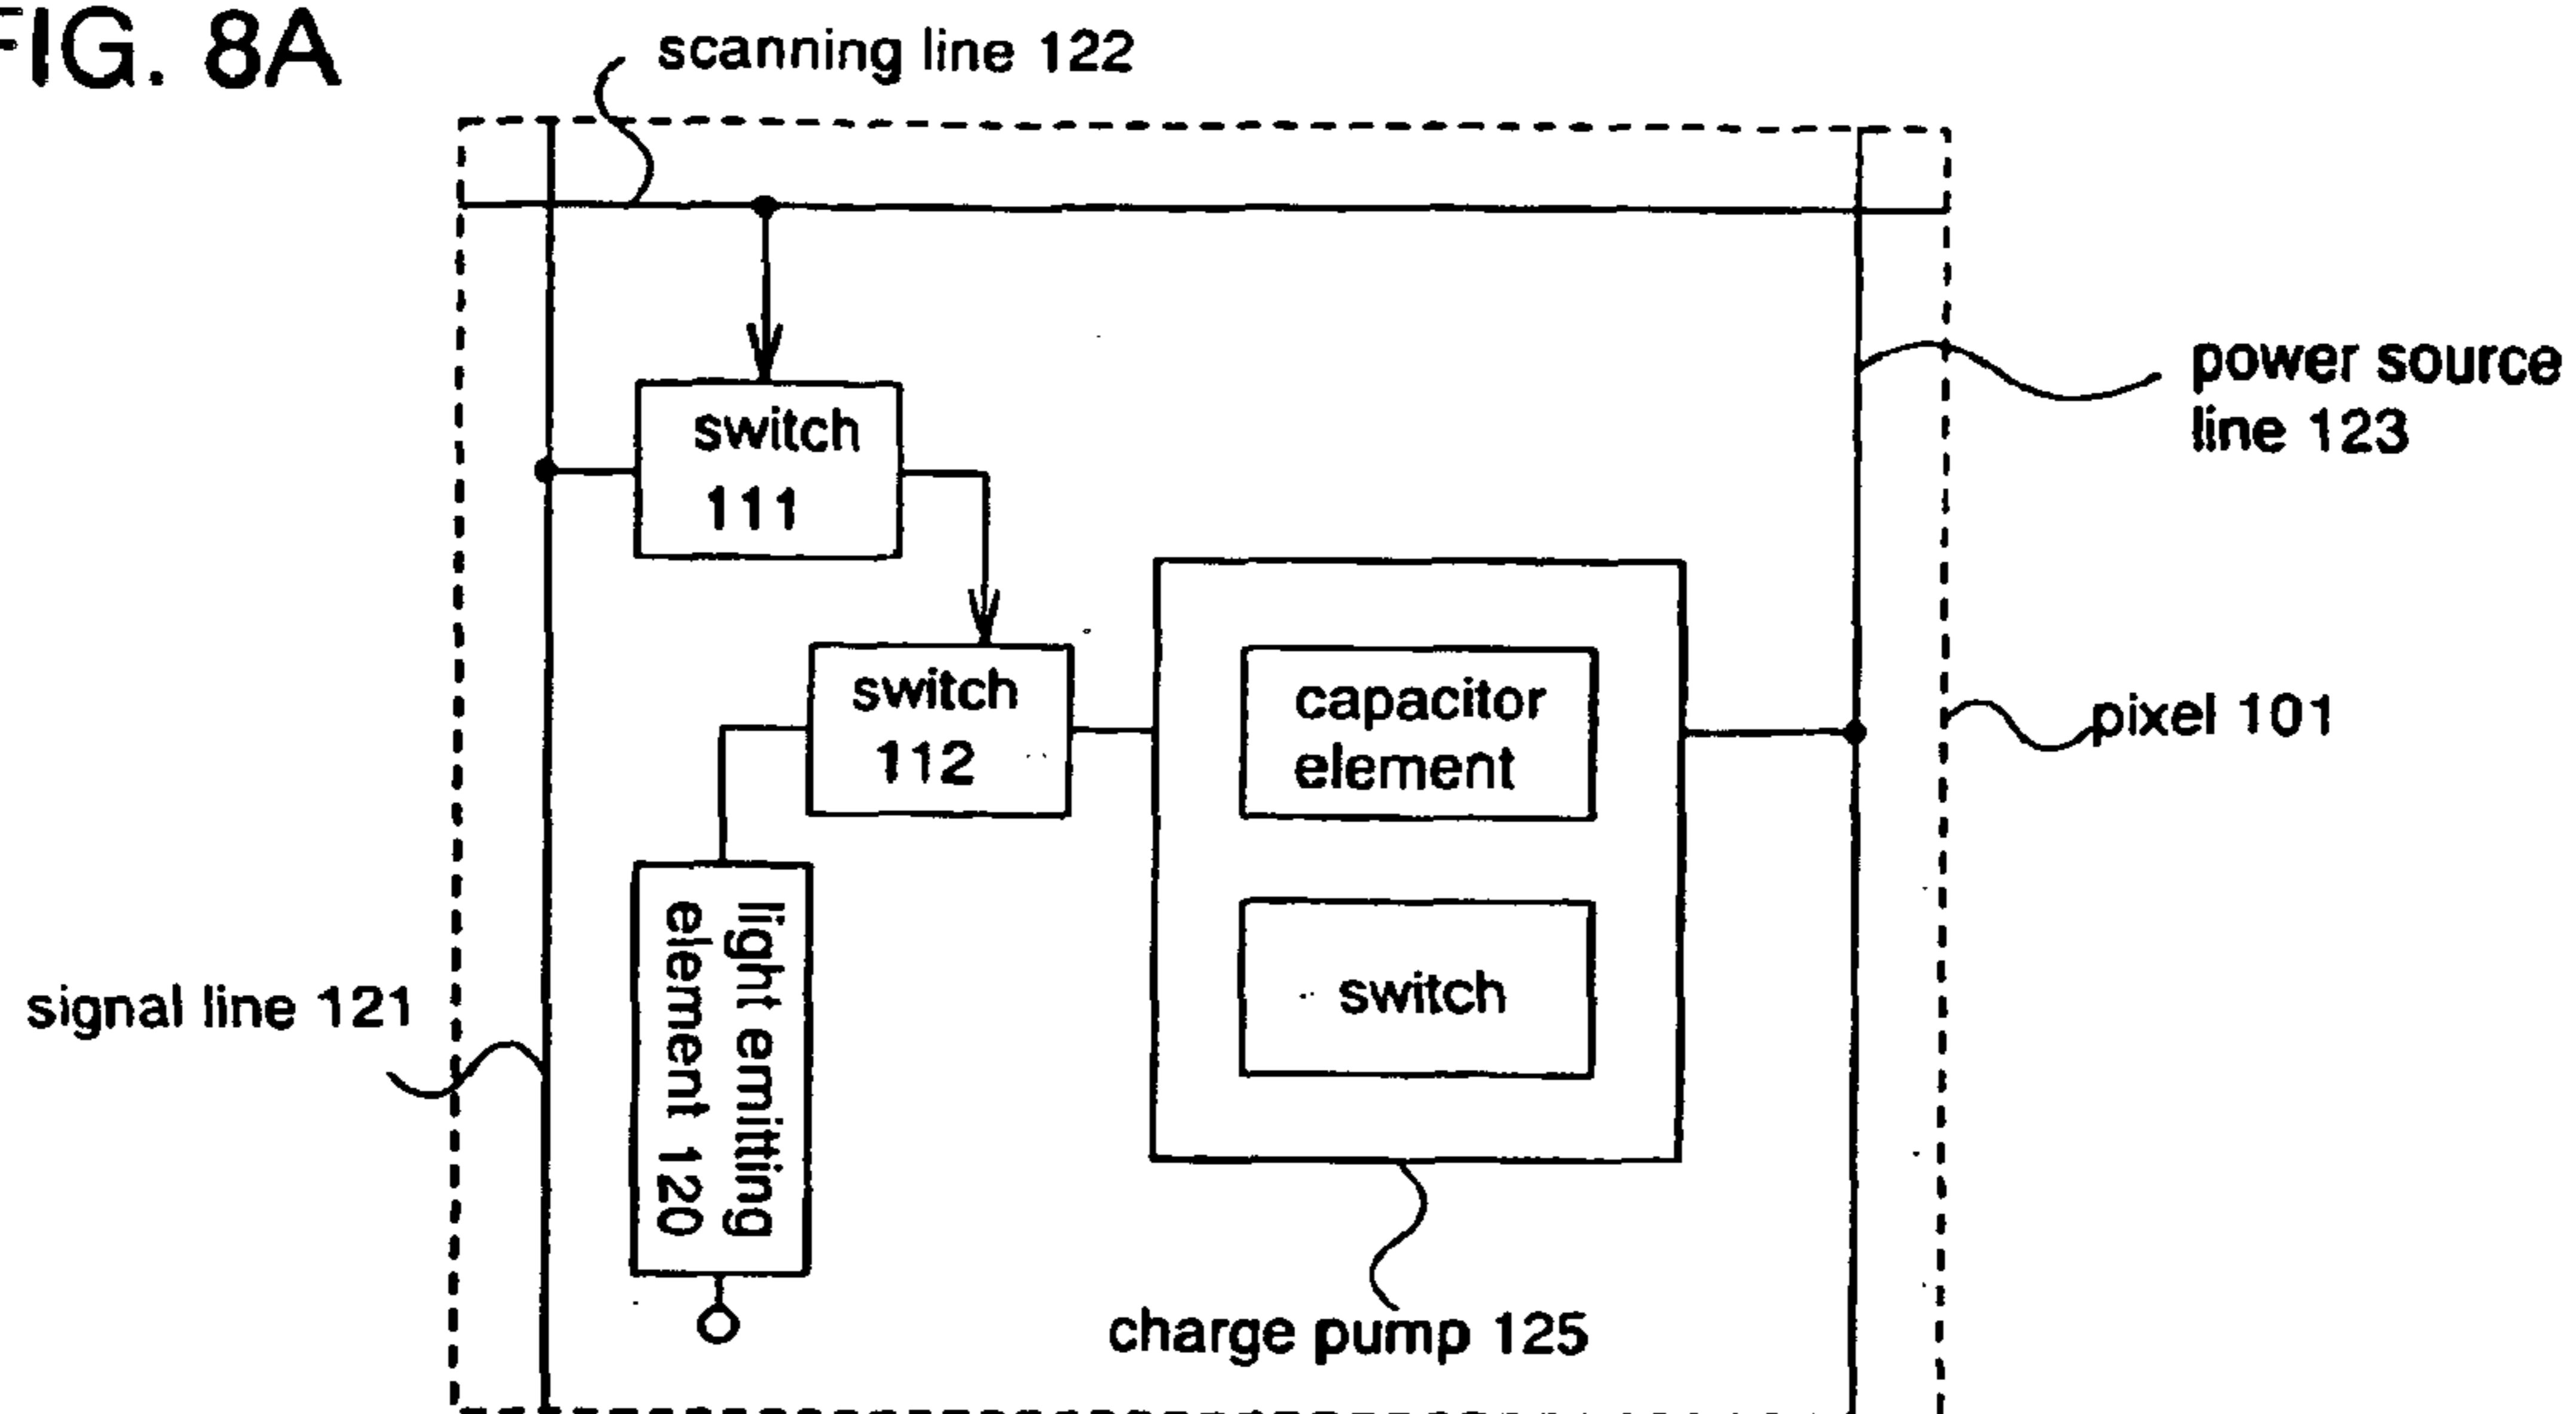 FIG. 8A
scanning line 122
power source
line 123
switch
111
switch
112
capacitor
element
pixel 101
switch
light emitting
element 120
signal line 121
charge pump 125